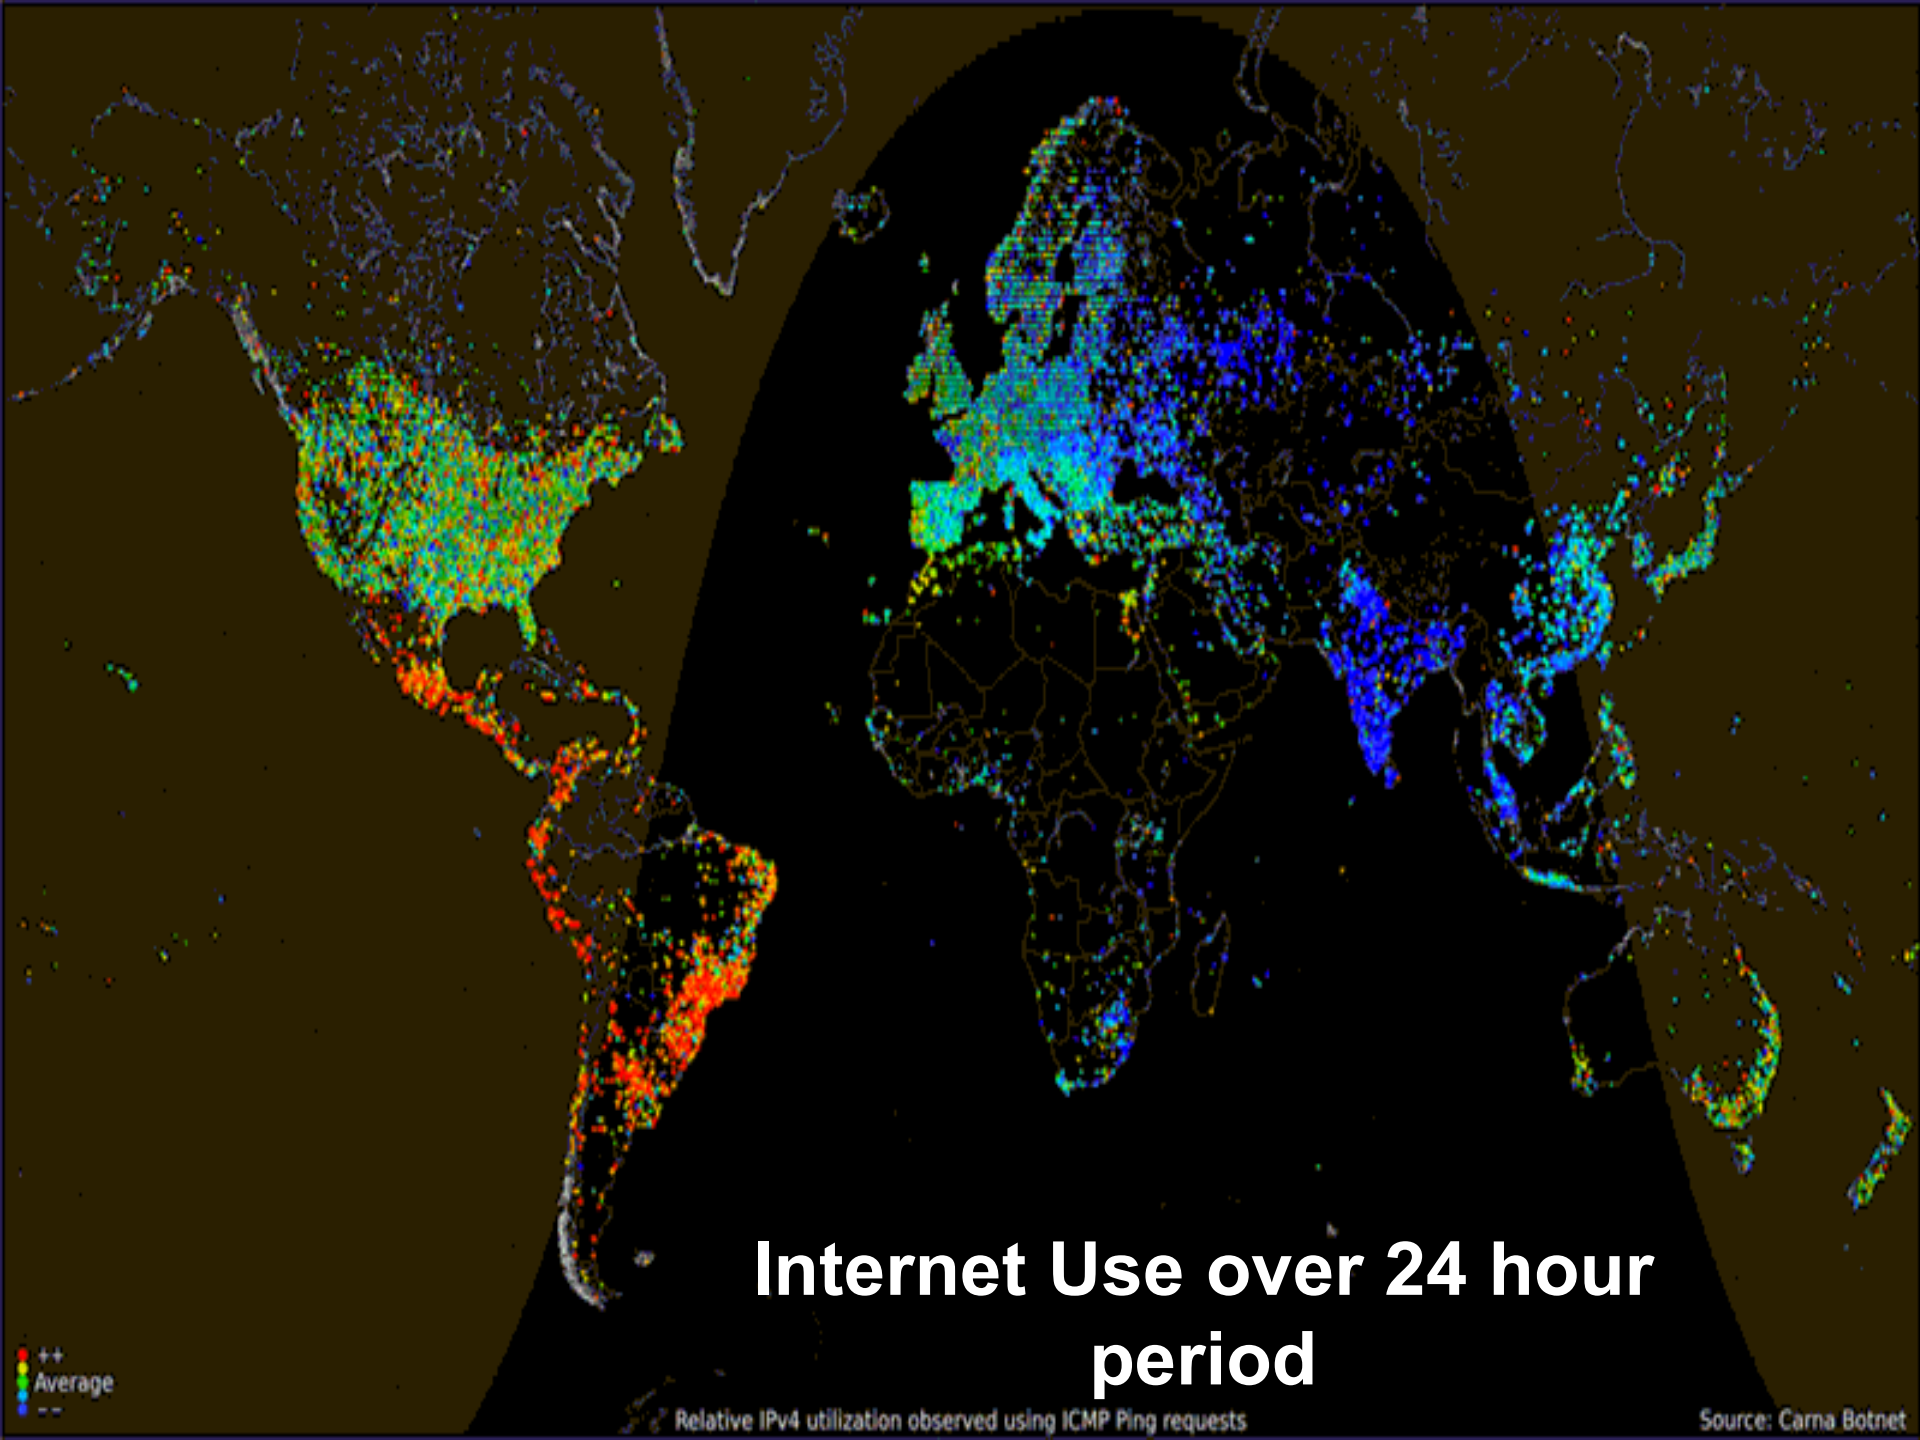 Internet Use over 24 hour
period
++
Average
--
Relative IPv4 utilization observed using ICMP Ping requests
Source: Carna Botnet